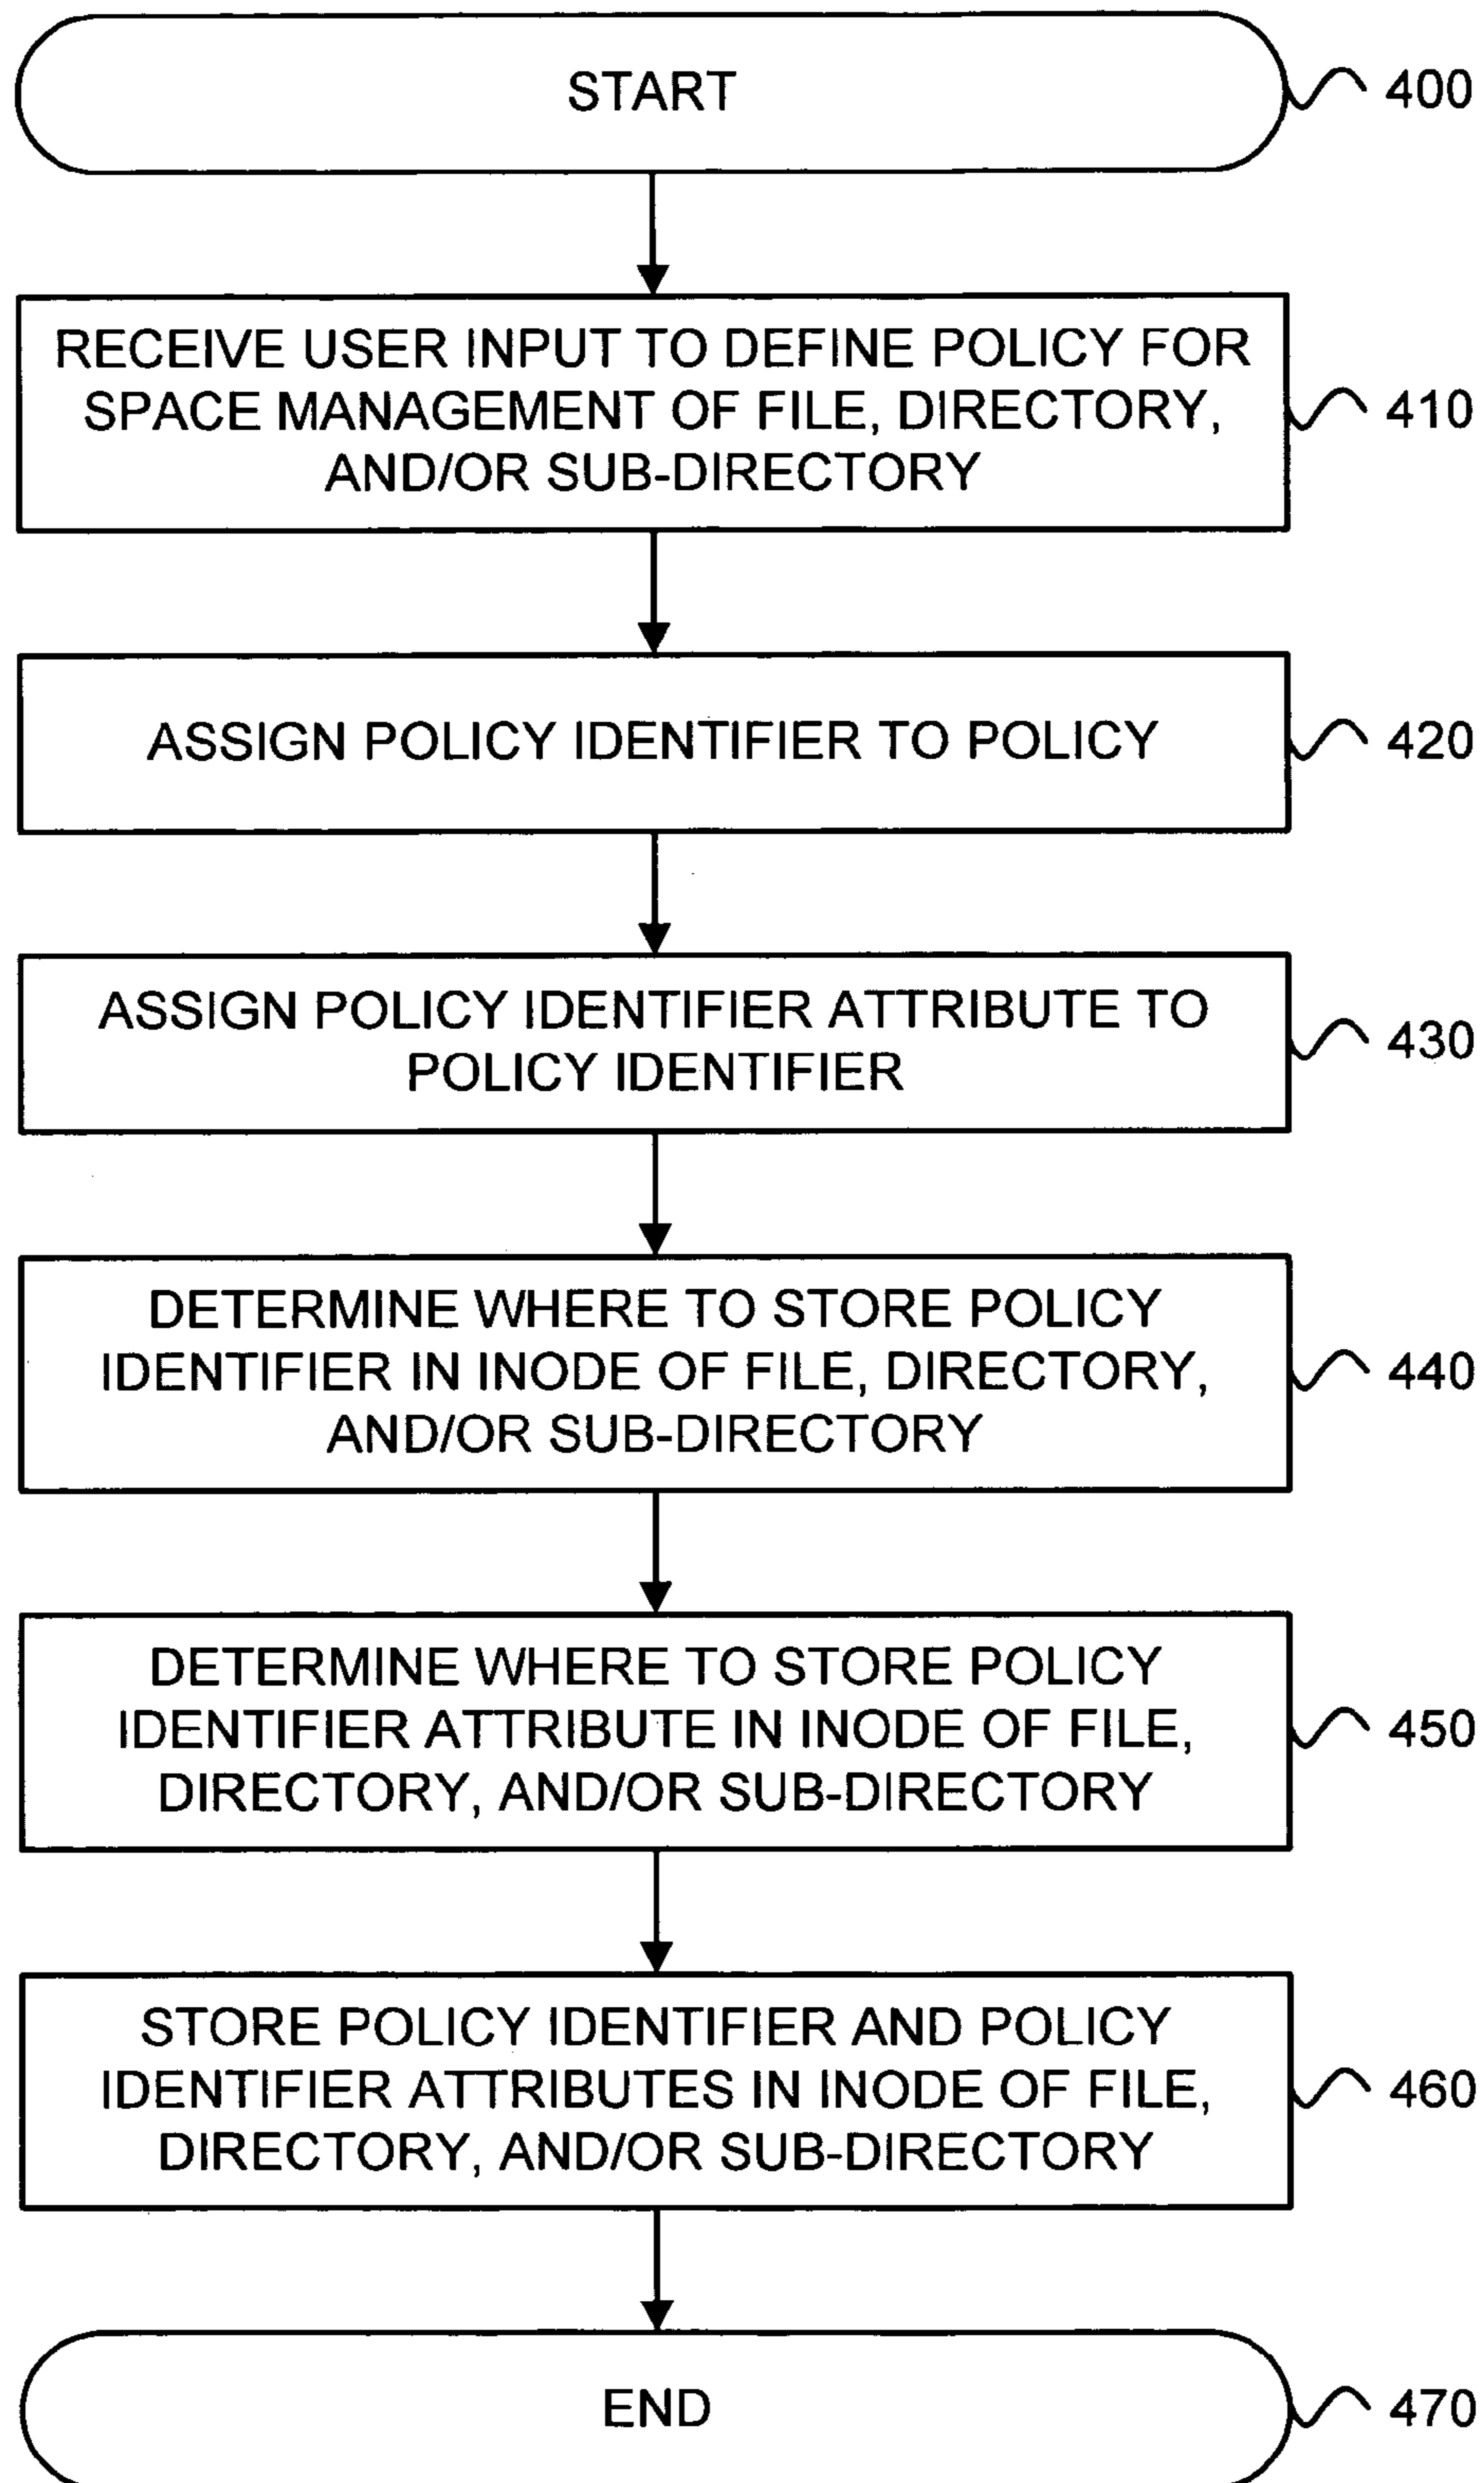 START
400
RECEIVE USER INPUT TO DEFINE POLICY FOR
SPACE MANAGEMENT OF FILE, DIRECTORY,
AND/OR SUB-DIRECTORY
410
ASSIGN POLICY IDENTIFIER TO POLICY
420
ASSIGN POLICY IDENTIFIER ATTRIBUTE TO
POLICY IDENTIFIER
430
DETERMINE WHERE TO STORE POLICY
IDENTIFIER IN INODE OF FILE, DIRECTORY,
AND/OR SUB-DIRECTORY
440
DETERMINE WHERE TO STORE POLICY
IDENTIFIER ATTRIBUTE IN INODE OF FILE,
DIRECTORY, AND/OR SUB-DIRECTORY
450
STORE POLICY IDENTIFIER AND POLICY
IDENTIFIER ATTRIBUTES IN INODE OF FILE,
DIRECTORY, AND/OR SUB-DIRECTORY
460
END
470